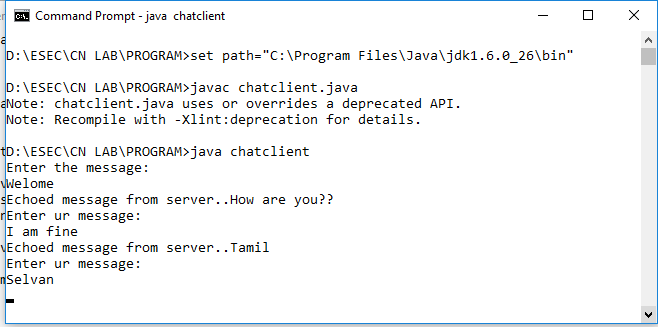 Command Prompt - java  chatclient
D:\ESEC\CN LAB\PROGRAM>set path="C:\Program Files\Java\jdk1.6.0_26\bin"
D:\ESEC\CN LAB\PROGRAM>javac chatclient.java
Note: chatclient.java uses or overrides a deprecated API.
Note: Recompile with -Xlint:deprecation for details.
D:\ESEC\CN LAB\PROGRAM>java chatclient
Enter the message:
Welome
Echoed message from server..How are you??
Enter ur message:
I am fine
Echoed message from server..Tamil
Enter ur message:
Selvan